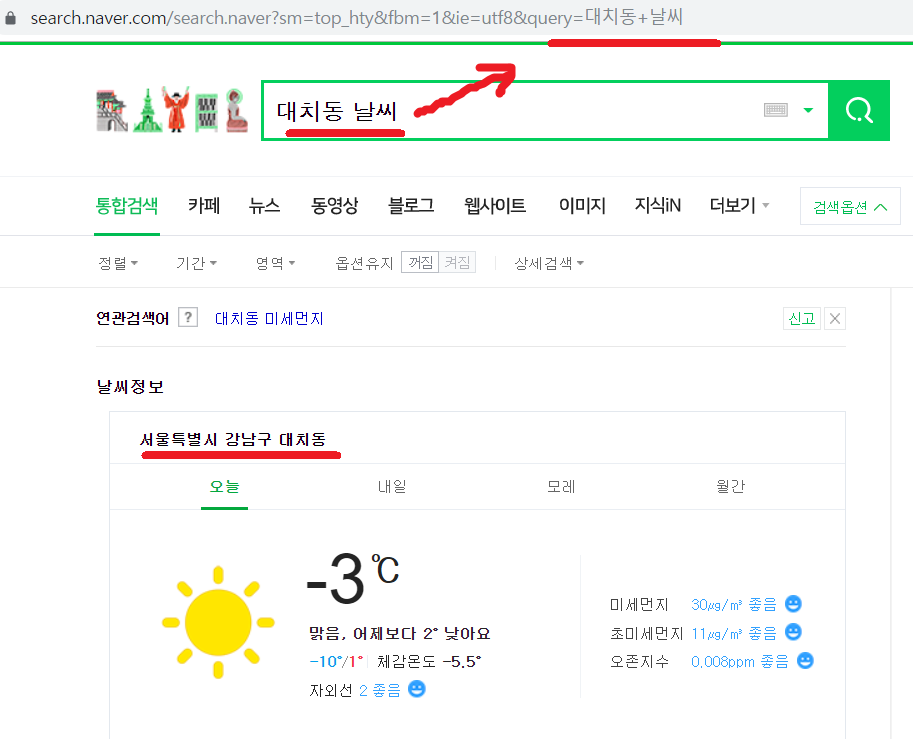 search.naver.com/search.naver?sm=top_hty&fbm=1&ie=utf8&query=대치동+날씨
대치동 날씨
통합검색 카페 뉴스 동영상 블로그 웹사이트 이미지 지식iN 더보기 검색옵션
정렬 기간 영역 옵션유지 꺼짐 켜짐 상세검색
연관검색어 ? 대치동 미세먼지 신고
날씨정보
서울특별시 강남구 대치동
오늘 내일 모레 월간
-3℃
맑음, 어제보다 2° 낮아요
-10°/1° 체감온도 -5.5°
자외선 2 좋음
미세먼지 30㎍/㎥ 좋음
초미세먼지 11㎍/㎥ 좋음
오존지수 0.008ppm 좋음